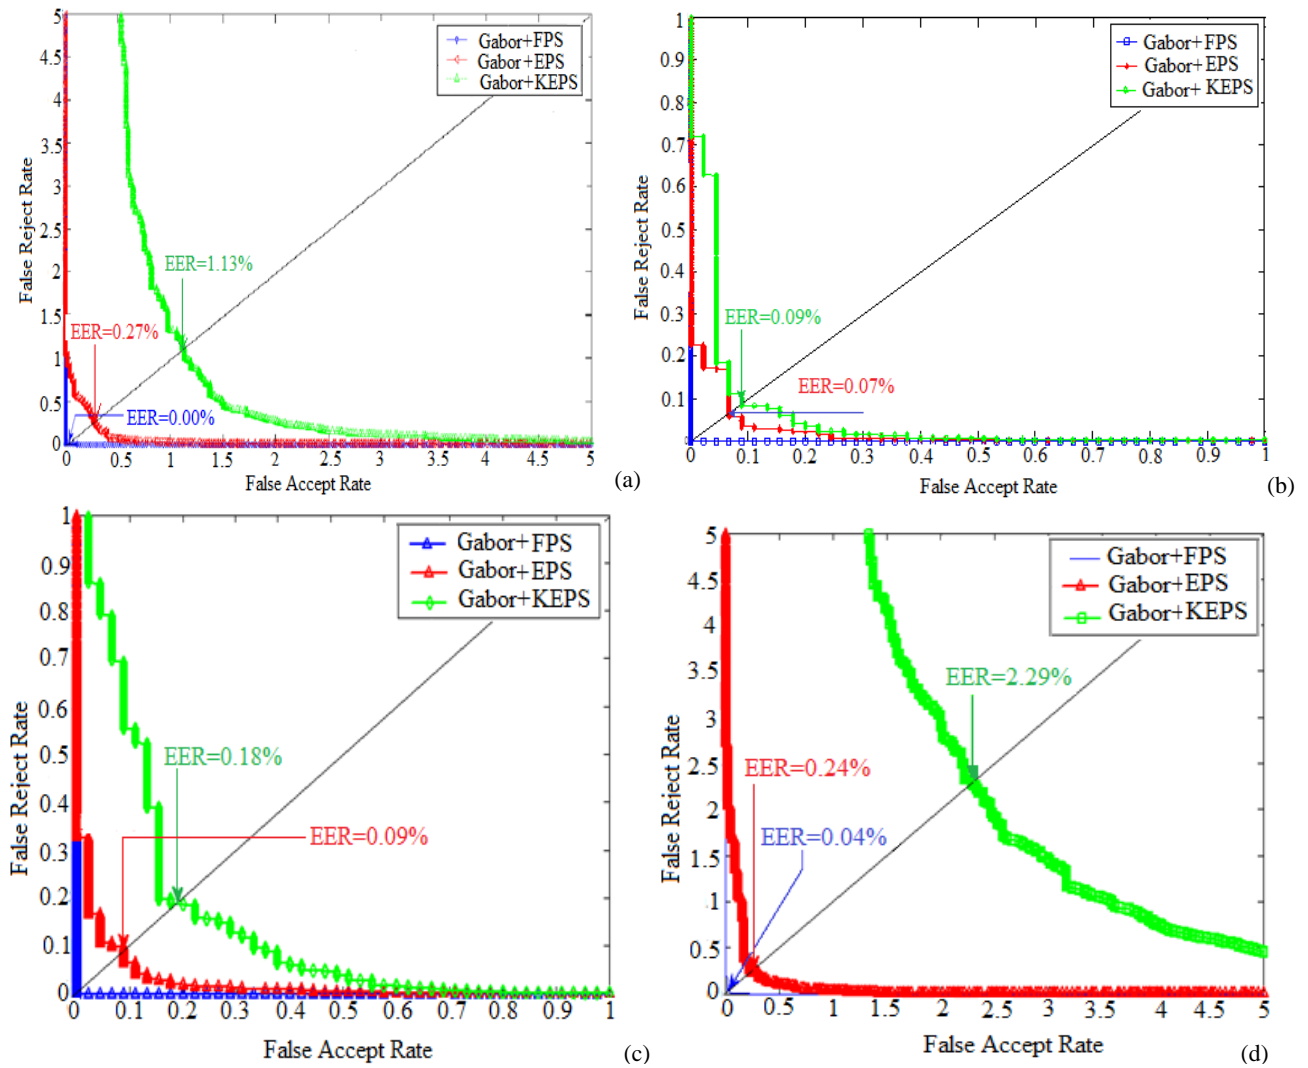 5
4.5
4
3.5
3
2.5
2
1.5
1
0.5
0
False Reject Rate
Gabor+FPS
Gabor+EPS
Gabor+KEPS
EER=1.13%
EER=0.27%
EER=0.00%
0 0.5 1 1.5 2 2.5 3 3.5 4 4.5 5
False Accept Rate
(a)
1
0.9
0.8
0.7
0.6
0.5
0.4
0.3
0.2
0.1
0
False Reject Rate
Gabor+FPS
Gabor+EPS
Gabor+ KEPS
EER=0.09%
EER=0.07%
0 0.1 0.2 0.3 0.4 0.5 0.6 0.7 0.8 0.9 1
False Accept Rate
(b)
1
0.9
0.8
0.7
0.6
0.5
0.4
0.3
0.2
0.1
0
False Reject Rate
Gabor+FPS
Gabor+EPS
Gabor+KEPS
EER=0.18%
EER=0.09%
0 0.1 0.2 0.3 0.4 0.5 0.6 0.7 0.8 0.9 1
False Accept Rate
(c)
5
4.5
4
3.5
3
2.5
2
1.5
1
0.5
0
False Reject Rate
Gabor+FPS
Gabor+EPS
Gabor+KEPS
EER=2.29%
EER=0.24%
EER=0.04%
0 0.5 1 1.5 2 2.5 3 3.5 4 4.5 5
False Accept Rate
(d)